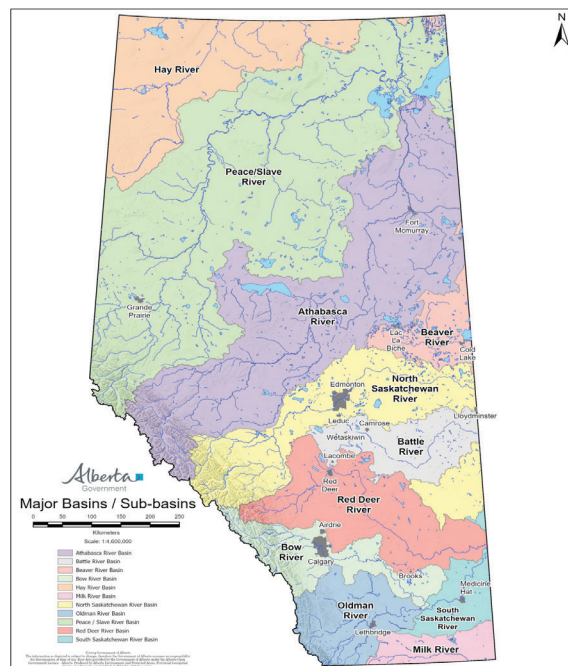 N
Hay River
Peace/Slave
River
Fort
Mcmurray
Grande
Prairie
Athabasca
River
Lac
La
Biche
Beaver
River
Cold
Lake
North
Saskatchewan
River
Edmonton
Lloydminster
Leduc
Camrose
Wetaskiwin
Battle
River
Lacombe
Red
Deer
Red Deer
River
Airdrie
Bow
River
Calgary
Brooks
Medicine
Hat
Oldman
River
South
Saskatchewan
River
Lethbridge
Milk River
Alberta
Government
Major Basins / Sub-basins
0 50 100 150 200 250
Kilometers
Scale: 1:4,600,000
Athabasca River Basin
Battle River Basin
Beaver River Basin
Bow River Basin
Hay River Basin
Milk River Basin
North Saskatchewan River Basin
Oldman River Basin
Peace / Slave River Basin
Red Deer River Basin
South Saskatchewan River Basin